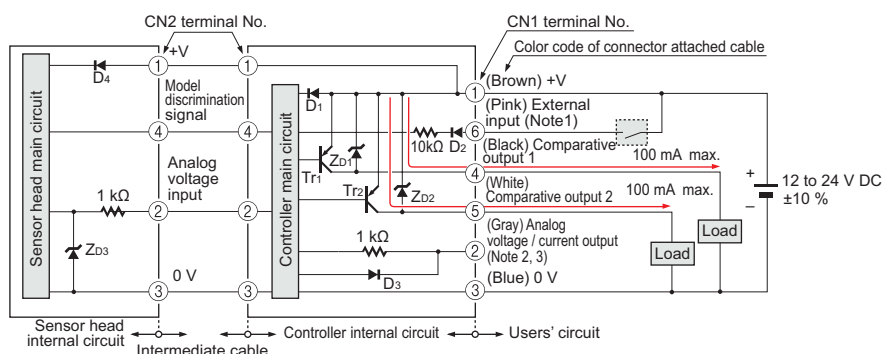 CN2 terminal No.
CN1 terminal No.
Color code of connector attached cable
+V
1
1
(Brown) +V
1
D4
D1
Model
discrimination
signal
(Pink) External
input (Note1)
4
4
6
10kΩ
D2
(Black) Comparative
output 1
100 mA max.
ZD1
4
Tr1
Analog
voltage
input
Tr2
ZD2
(White)
Comparative output 2
100 mA max.
+
–
12 to 24 V DC
±10 %
1 kΩ
2
2
5
Load
Load
(Gray) Analog
voltage / current output
(Note 2, 3)
1 kΩ
2
ZD3
D3
0 V
3
3
(Blue) 0 V
3
Sensor head main circuit
Controller main circuit
Sensor head
internal circuit
Intermediate cable
Controller internal circuit
Users' circuit